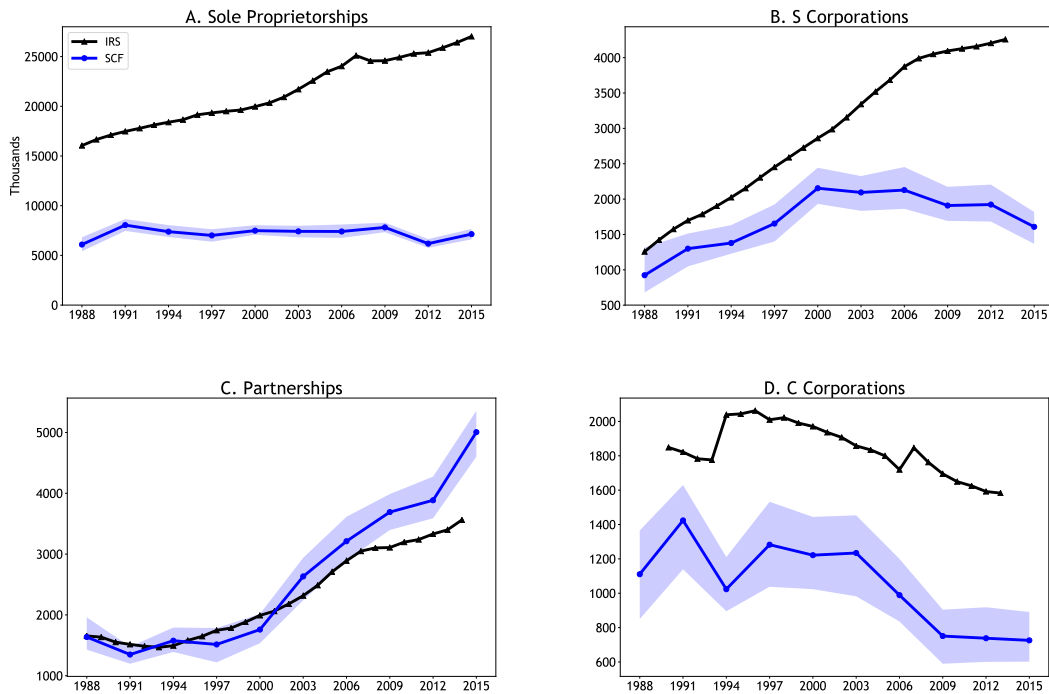 A. Sole Proprietorships
IRS
SCF
Thousands
25000
20000
15000
10000
5000
0
1988 1991 1994 1997 2000 2003 2006 2009 2012 2015
B. S Corporations
4000
3500
3000
2500
2000
1500
1000
500
1988 1991 1994 1997 2000 2003 2006 2009 2012 2015
C. Partnerships
5000
4000
3000
2000
1000
1988 1991 1994 1997 2000 2003 2006 2009 2012 2015
D. C Corporations
2000
1800
1600
1400
1200
1000
800
600
1988 1991 1994 1997 2000 2003 2006 2009 2012 2015